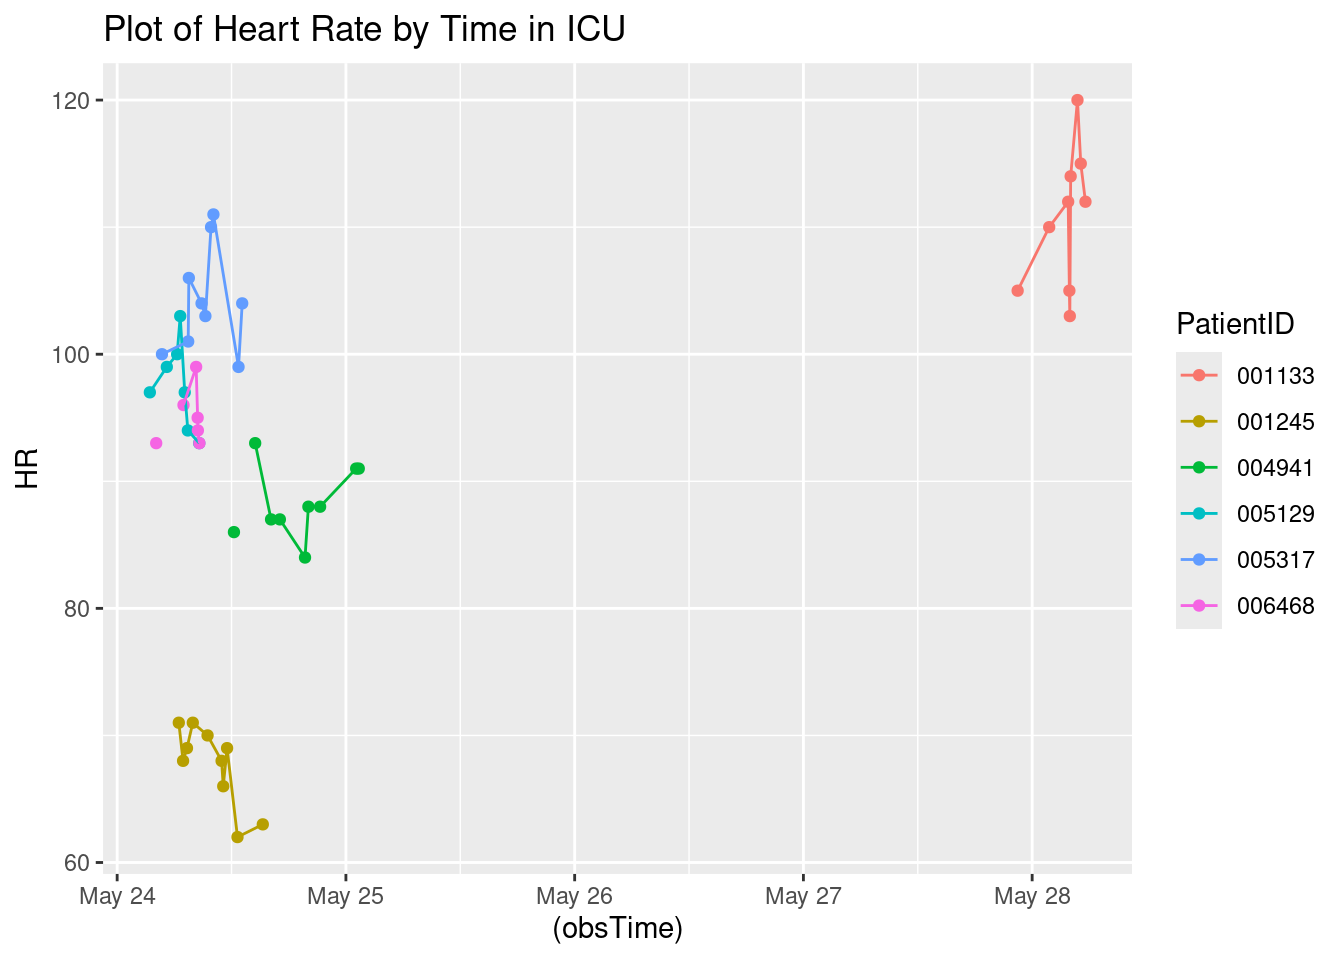 Plot of Heart Rate by Time in ICU
120
100
80
60
HR
May 24
May 25
May 26
May 27
May 28
(obsTime)
PatientID
001133
001245
004941
005129
005317
006468